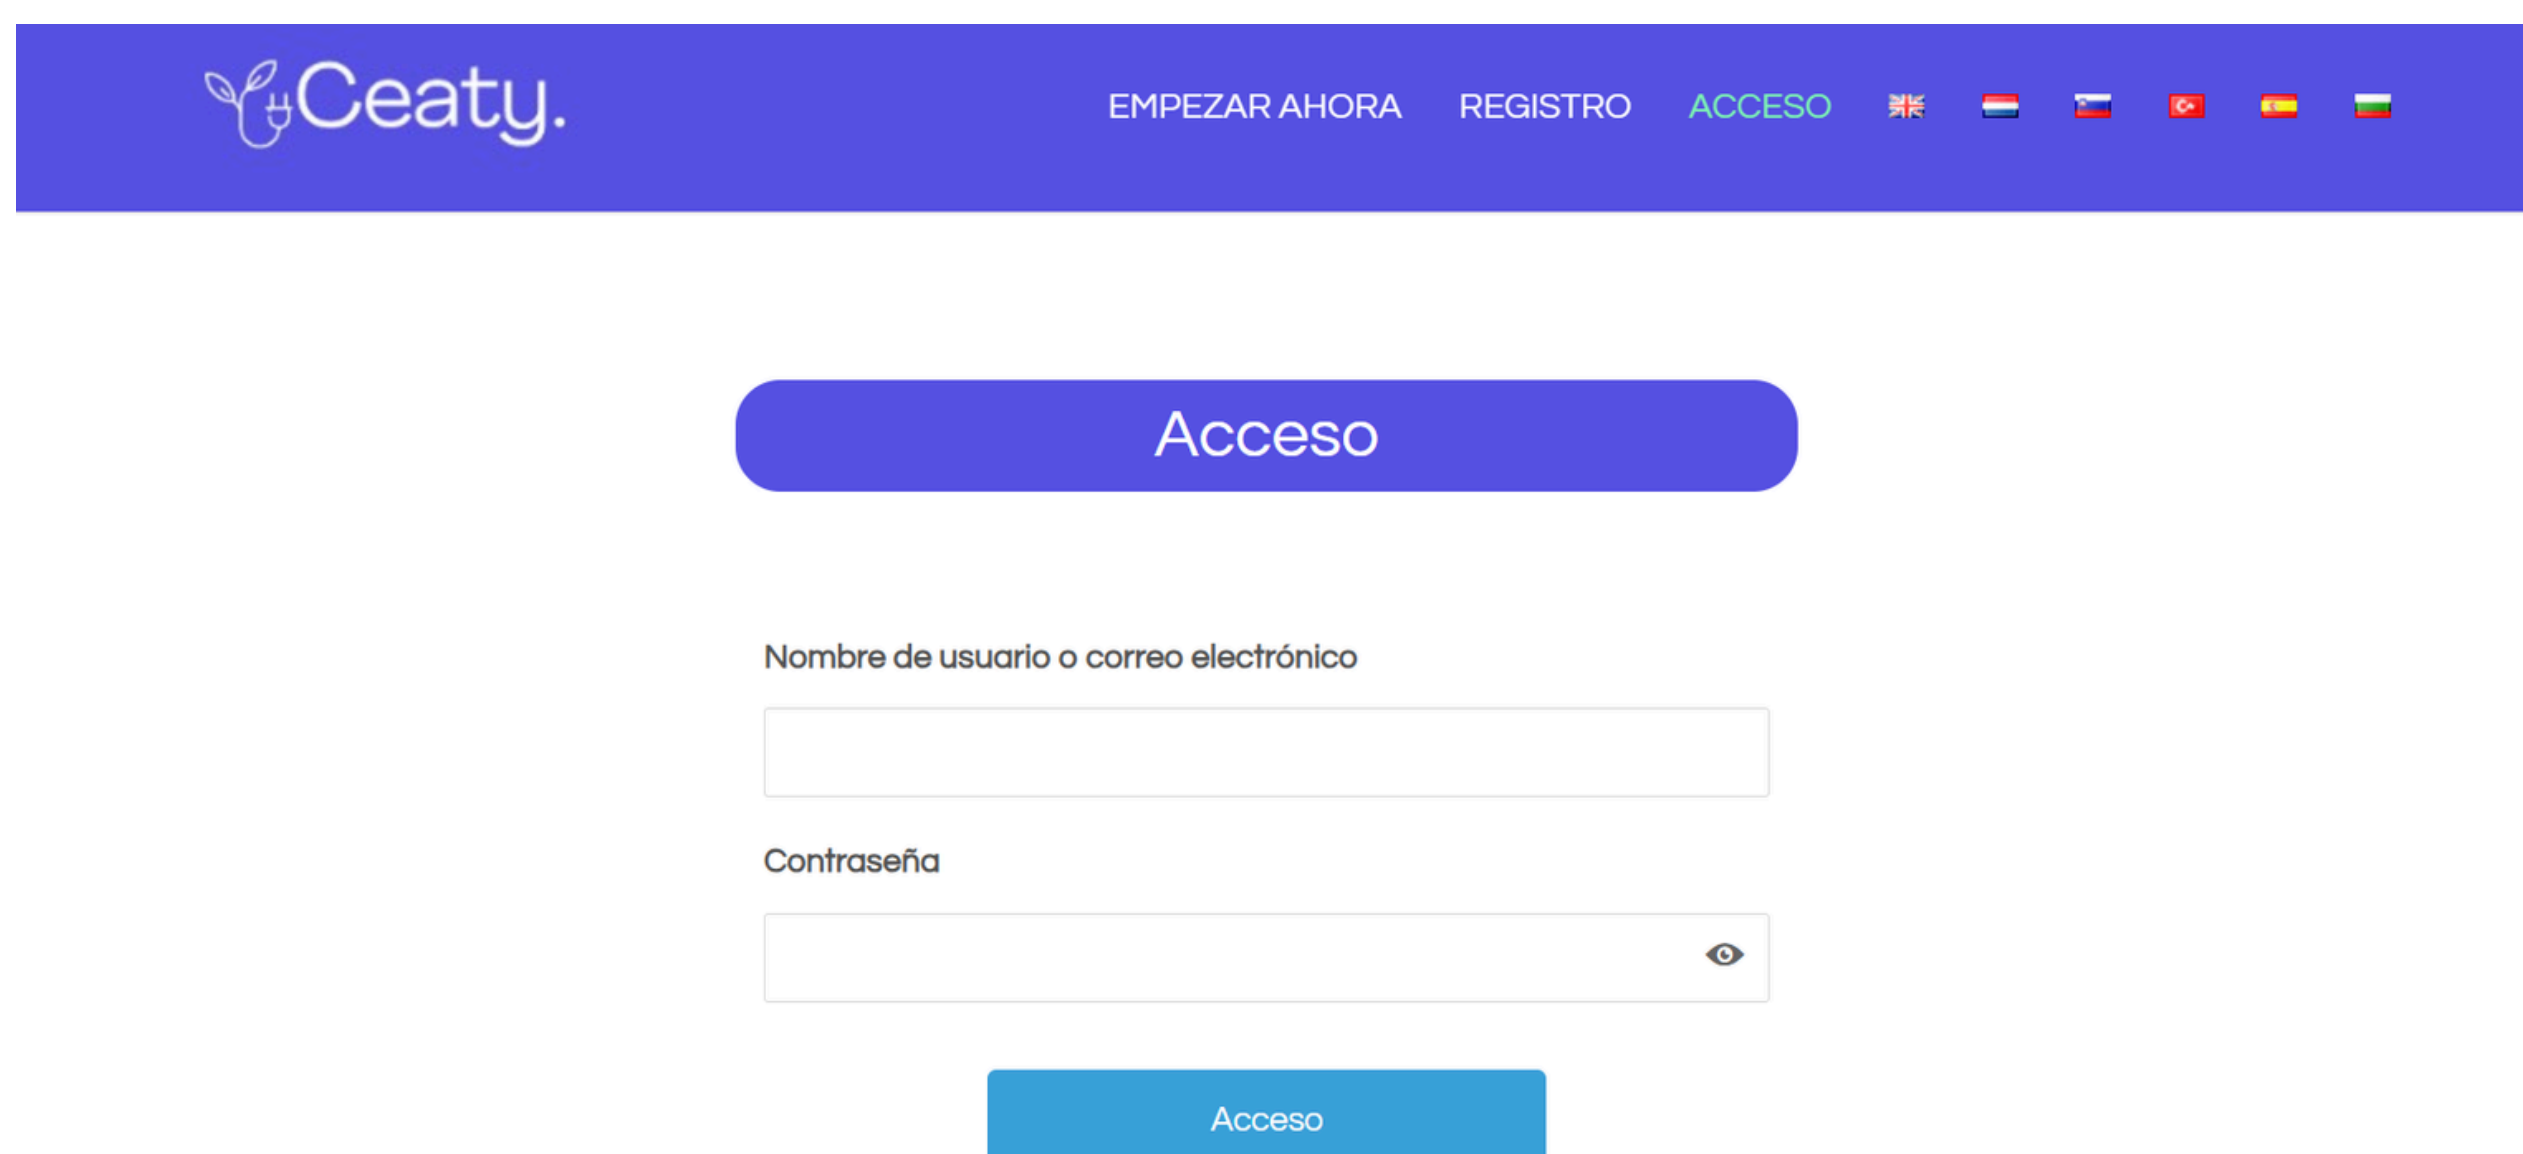 Ceaty.
EMPEZAR AHORA REGISTRO ACCESO
Acceso
Nombre de usuario o correo electrónico
Contraseña
Acceso